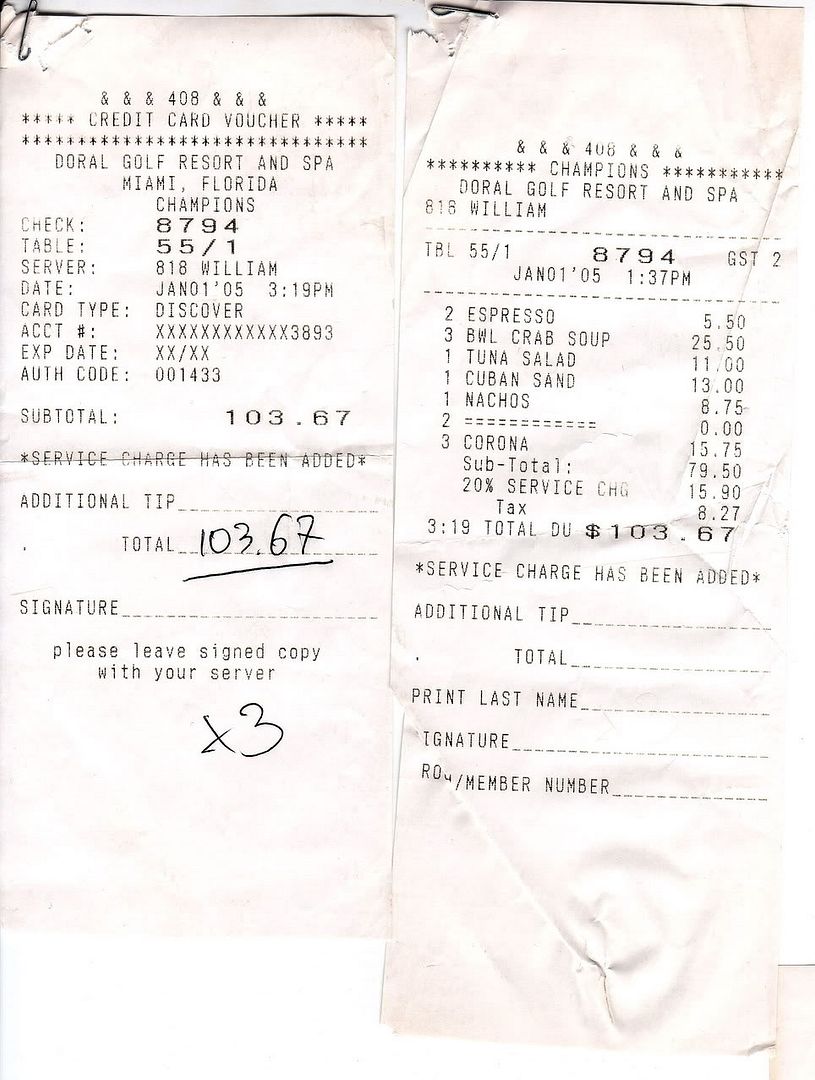 & & & 408 & & &
***** CREDIT CARD VOUCHER *****
*******************************
DORAL GOLF RESORT AND SPA
MIAMI, FLORIDA
CHAMPIONS
CHECK: 8794
TABLE: 55/1
SERVER: 818 WILLIAM
DATE: JAN01'05 3:19PM
CARD TYPE: DISCOVER
ACCT #: XXXXXXXXXXXX3893
EXP DATE: XX/XX
AUTH CODE: 001433
SUBTOTAL: 103.67
*SERVICE CHARGE HAS BEEN ADDED*
ADDITIONAL TIP
TOTAL 103.67
SIGNATURE
please leave signed copy
with your server
x3
& & & 408 & & &
********** CHAMPIONS ***********
DORAL GOLF RESORT AND SPA
818 WILLIAM
TBL 55/1 8794 GST 2
JAN01'05 1:37PM
2 ESPRESSO 5.50
3 BWL CRAB SOUP 25.50
1 TUNA SALAD 11.00
1 CUBAN SAND 13.00
1 NACHOS 8.75
2 ============ 0.00
3 CORONA 15.75
Sub-Total: 79.50
20% SERVICE CHG 15.90
Tax 8.27
3:19 TOTAL DU $103.67
*SERVICE CHARGE HAS BEEN ADDED*
ADDITIONAL TIP
TOTAL
PRINT LAST NAME
IGNATURE
/MEMBER NUMBER